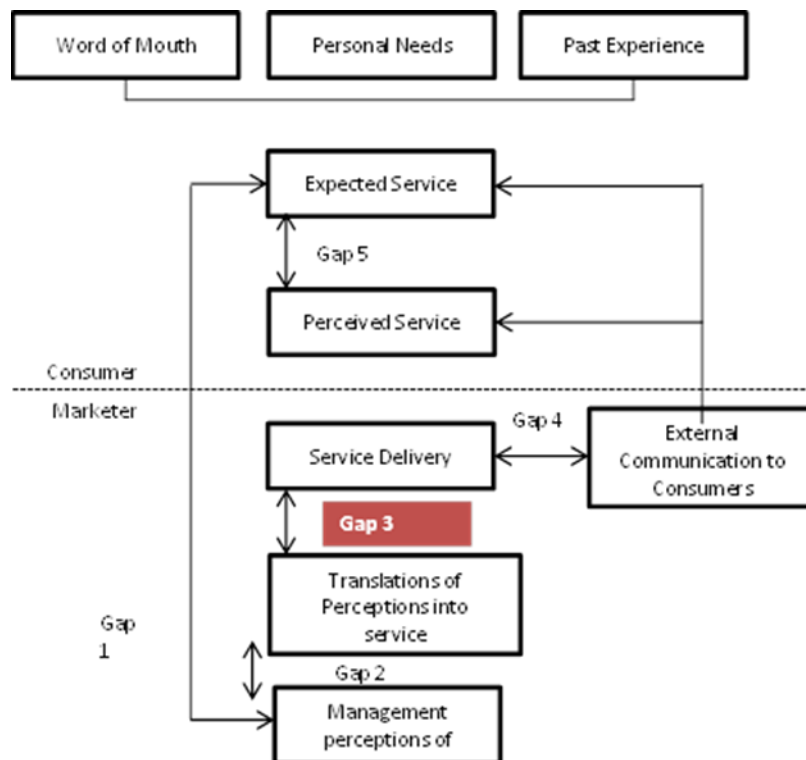 Word of Mouth
Personal Needs
Past Experience
Expected Service
Gap 5
Perceived Service
Consumer
Marketer
Gap 4
External
Communication to
Consumers
Service Delivery
Gap 3
Translations of
Perceptions into
service
Gap
1
Gap 2
Management
perceptions of